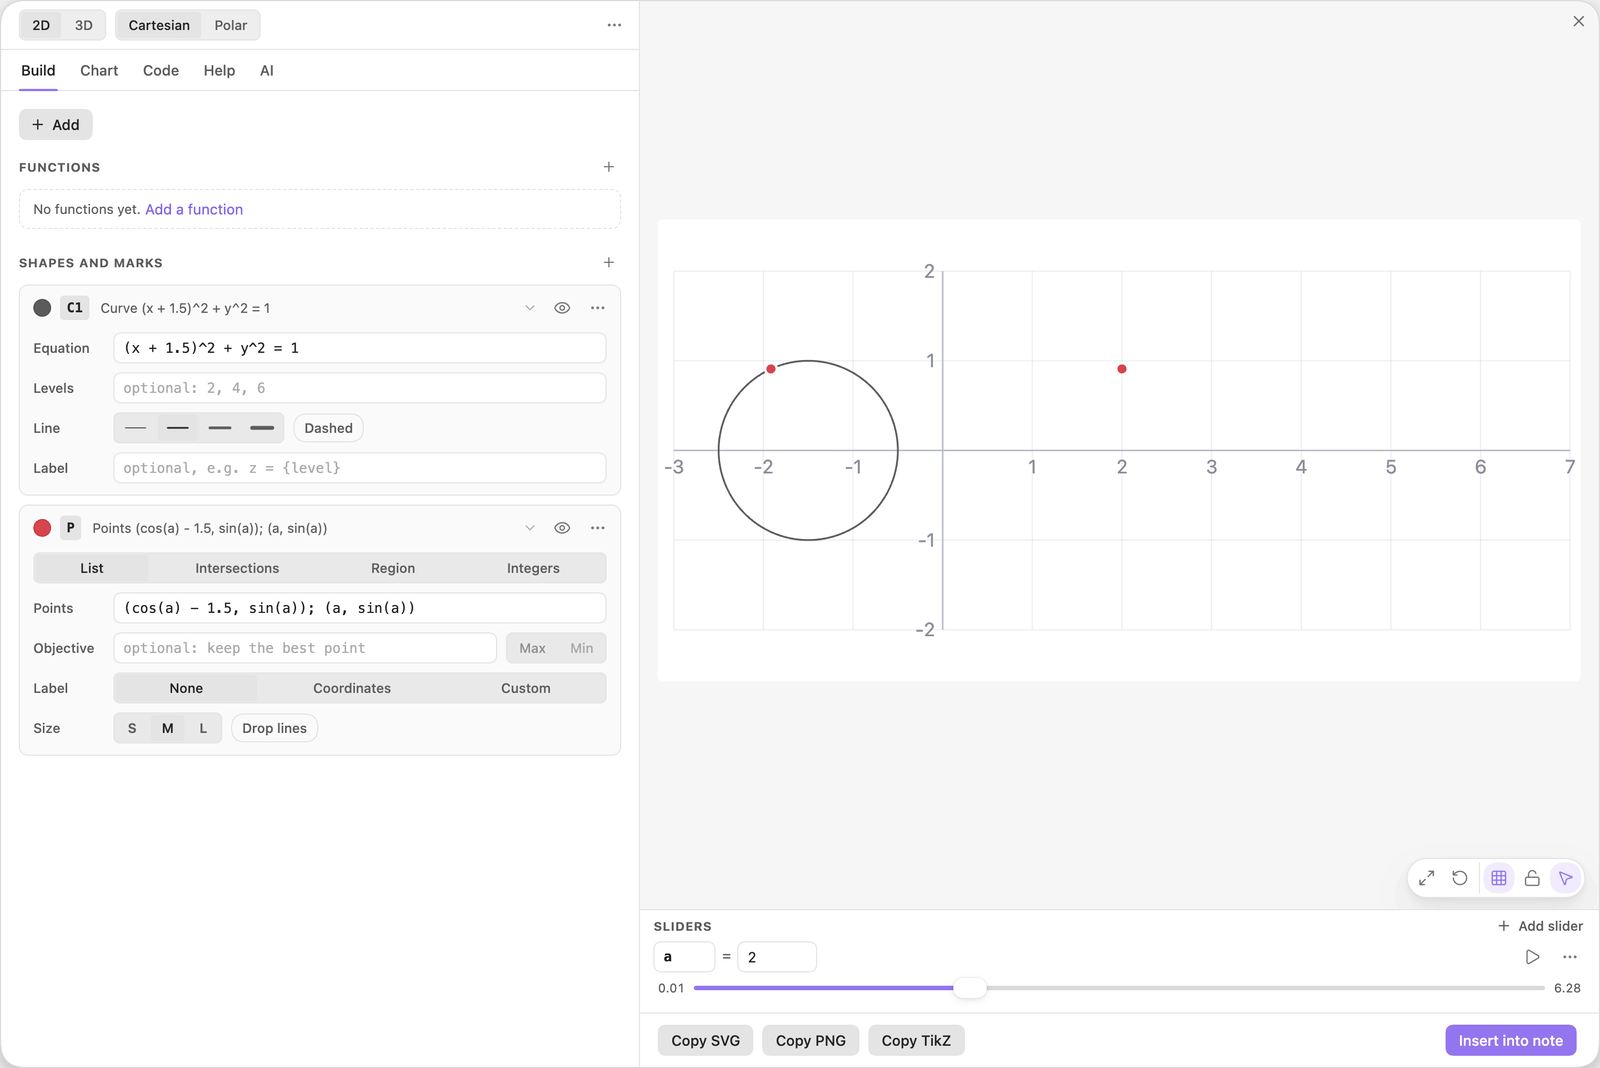 2D 3D Cartesian Polar
Build Chart Code Help AI
+ Add
FUNCTIONS
No functions yet. Add a function
SHAPES AND MARKS
C1 Curve (x + 1.5)^2 + y^2 = 1
Equation (x + 1.5)^2 + y^2 = 1
Levels optional: 2, 4, 6
Line Dashed
Label optional, e.g. z = {level}
P Points (cos(a) - 1.5, sin(a)); (a, sin(a))
List Intersections Region Integers
Points (cos(a) − 1.5, sin(a)); (a, sin(a))
Objective optional: keep the best point Max Min
Label None Coordinates Custom
Size S M L Drop lines
2
1
-3 -2 -1 1 2 3 4 5 6 7
-1
-2
SLIDERS + Add slider
a = 2
0.01 6.28
Copy SVG Copy PNG Copy TikZ Insert into note